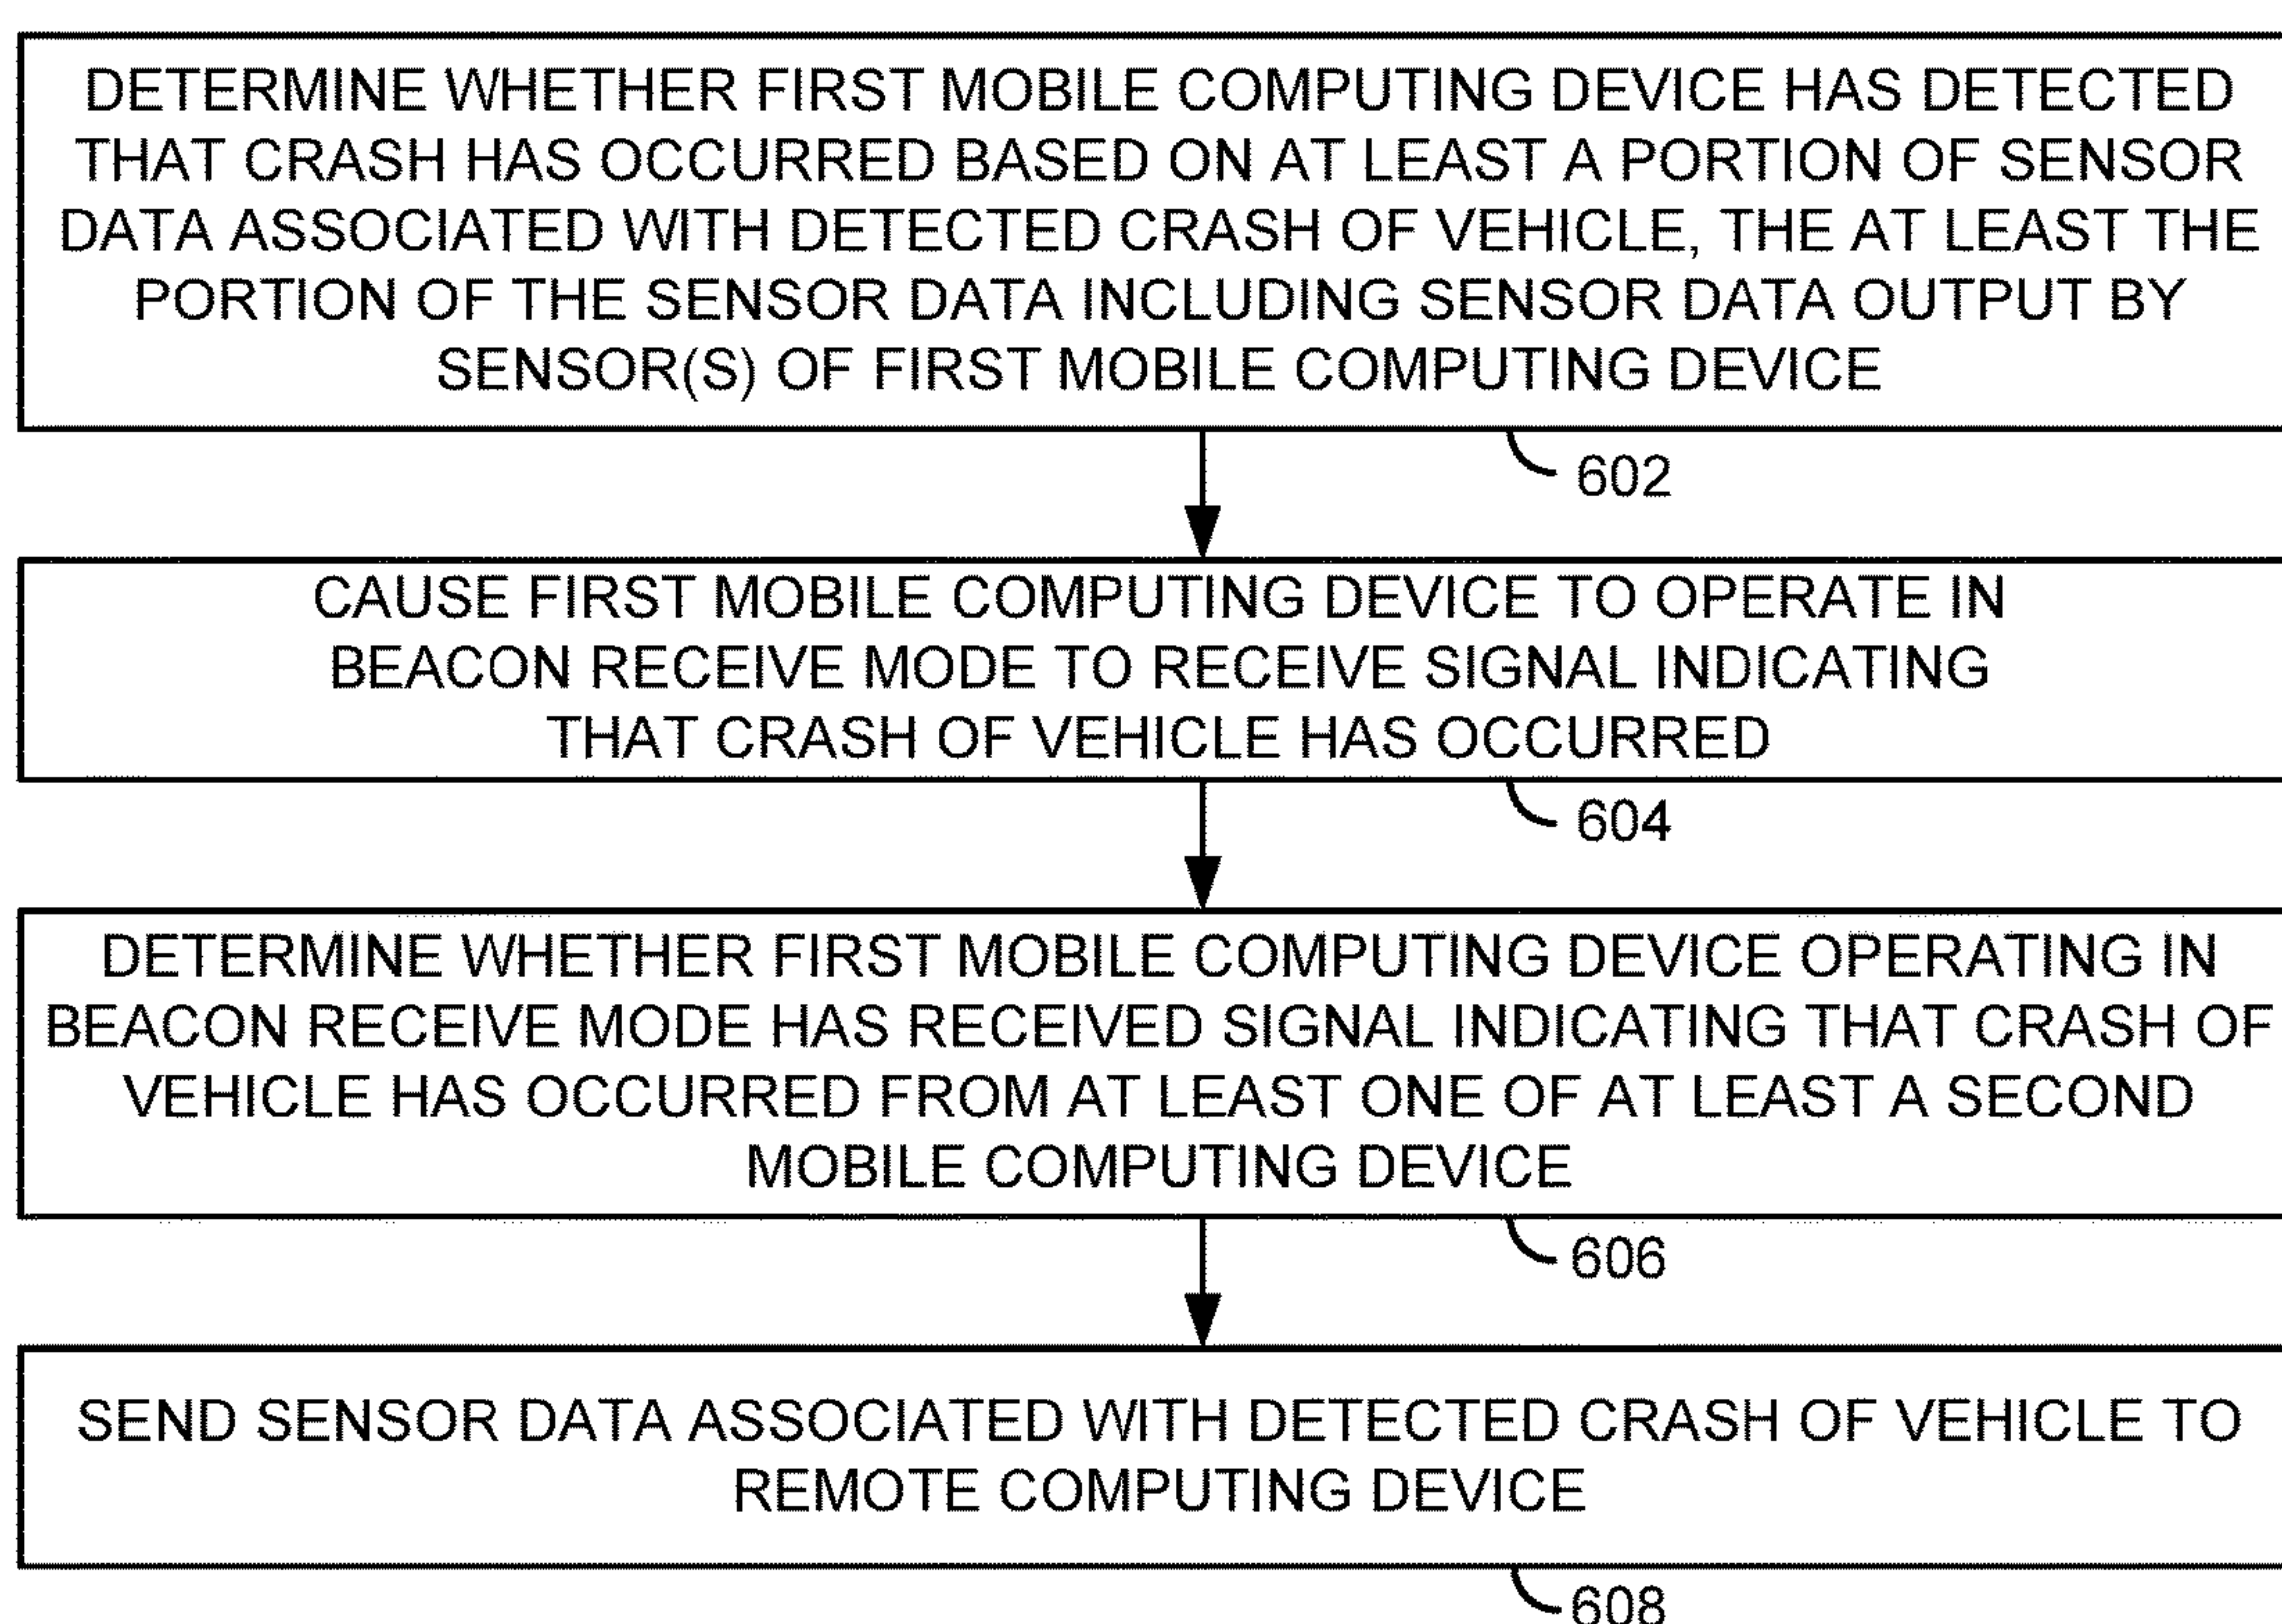 DETERMINE WHETHER FIRST MOBILE COMPUTING DEVICE HAS DETECTED
THAT CRASH HAS OCCURRED BASED ON AT LEAST A PORTION OF SENSOR
DATA ASSOCIATED WITH DETECTED CRASH OF VEHICLE, THE AT LEAST THE
PORTION OF THE SENSOR DATA INCLUDING SENSOR DATA OUTPUT BY
SENSOR(S) OF FIRST MOBILE COMPUTING DEVICE
602
CAUSE FIRST MOBILE COMPUTING DEVICE TO OPERATE IN
BEACON RECEIVE MODE TO RECEIVE SIGNAL INDICATING
THAT CRASH OF VEHICLE HAS OCCURRED
604
DETERMINE WHETHER FIRST MOBILE COMPUTING DEVICE OPERATING IN
BEACON RECEIVE MODE HAS RECEIVED SIGNAL INDICATING THAT CRASH OF
VEHICLE HAS OCCURRED FROM AT LEAST ONE OF AT LEAST A SECOND
MOBILE COMPUTING DEVICE
606
SEND SENSOR DATA ASSOCIATED WITH DETECTED CRASH OF VEHICLE TO
REMOTE COMPUTING DEVICE
608